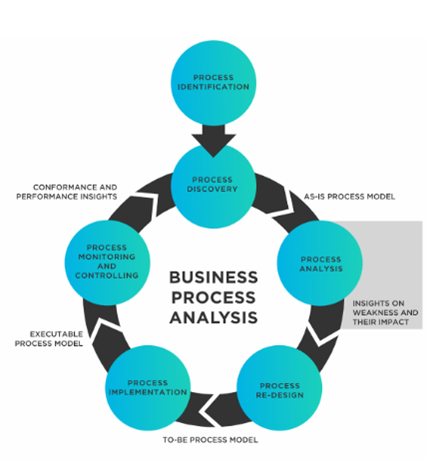 PROCESS
IDENTIFICATION
PROCESS
DISCOVERY
CONFORMANCE AND
PERFORMANCE INSIGHTS
AS-IS PROCESS MODEL
PROCESS
MONITORING
AND
CONTROLLING
PROCESS
ANALYSIS
BUSINESS
PROCESS
ANALYSIS
INSIGHTS ON
WEAKNESS AND
THEIR IMPACT
EXECUTABLE
PROCESS MODEL
PROCESS
IMPLEMENTATION
PROCESS
RE-DESIGN
TO-BE PROCESS MODEL